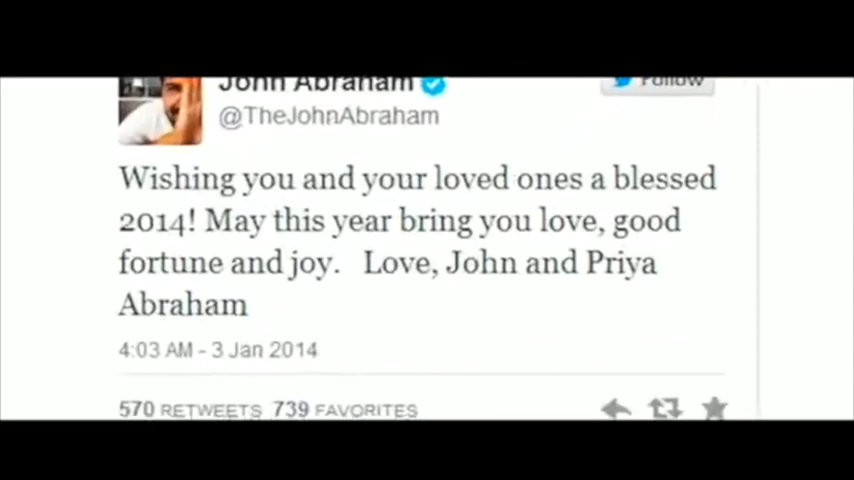 John Abraham
Follow
@TheJohnAbraham
Wishing you and your loved ones a blessed
2014! May this year bring you love, good
fortune and joy. Love, John and Priya
Abraham
4:03 AM - 3 Jan 2014
570 RETWEETS 739 FAVORITES